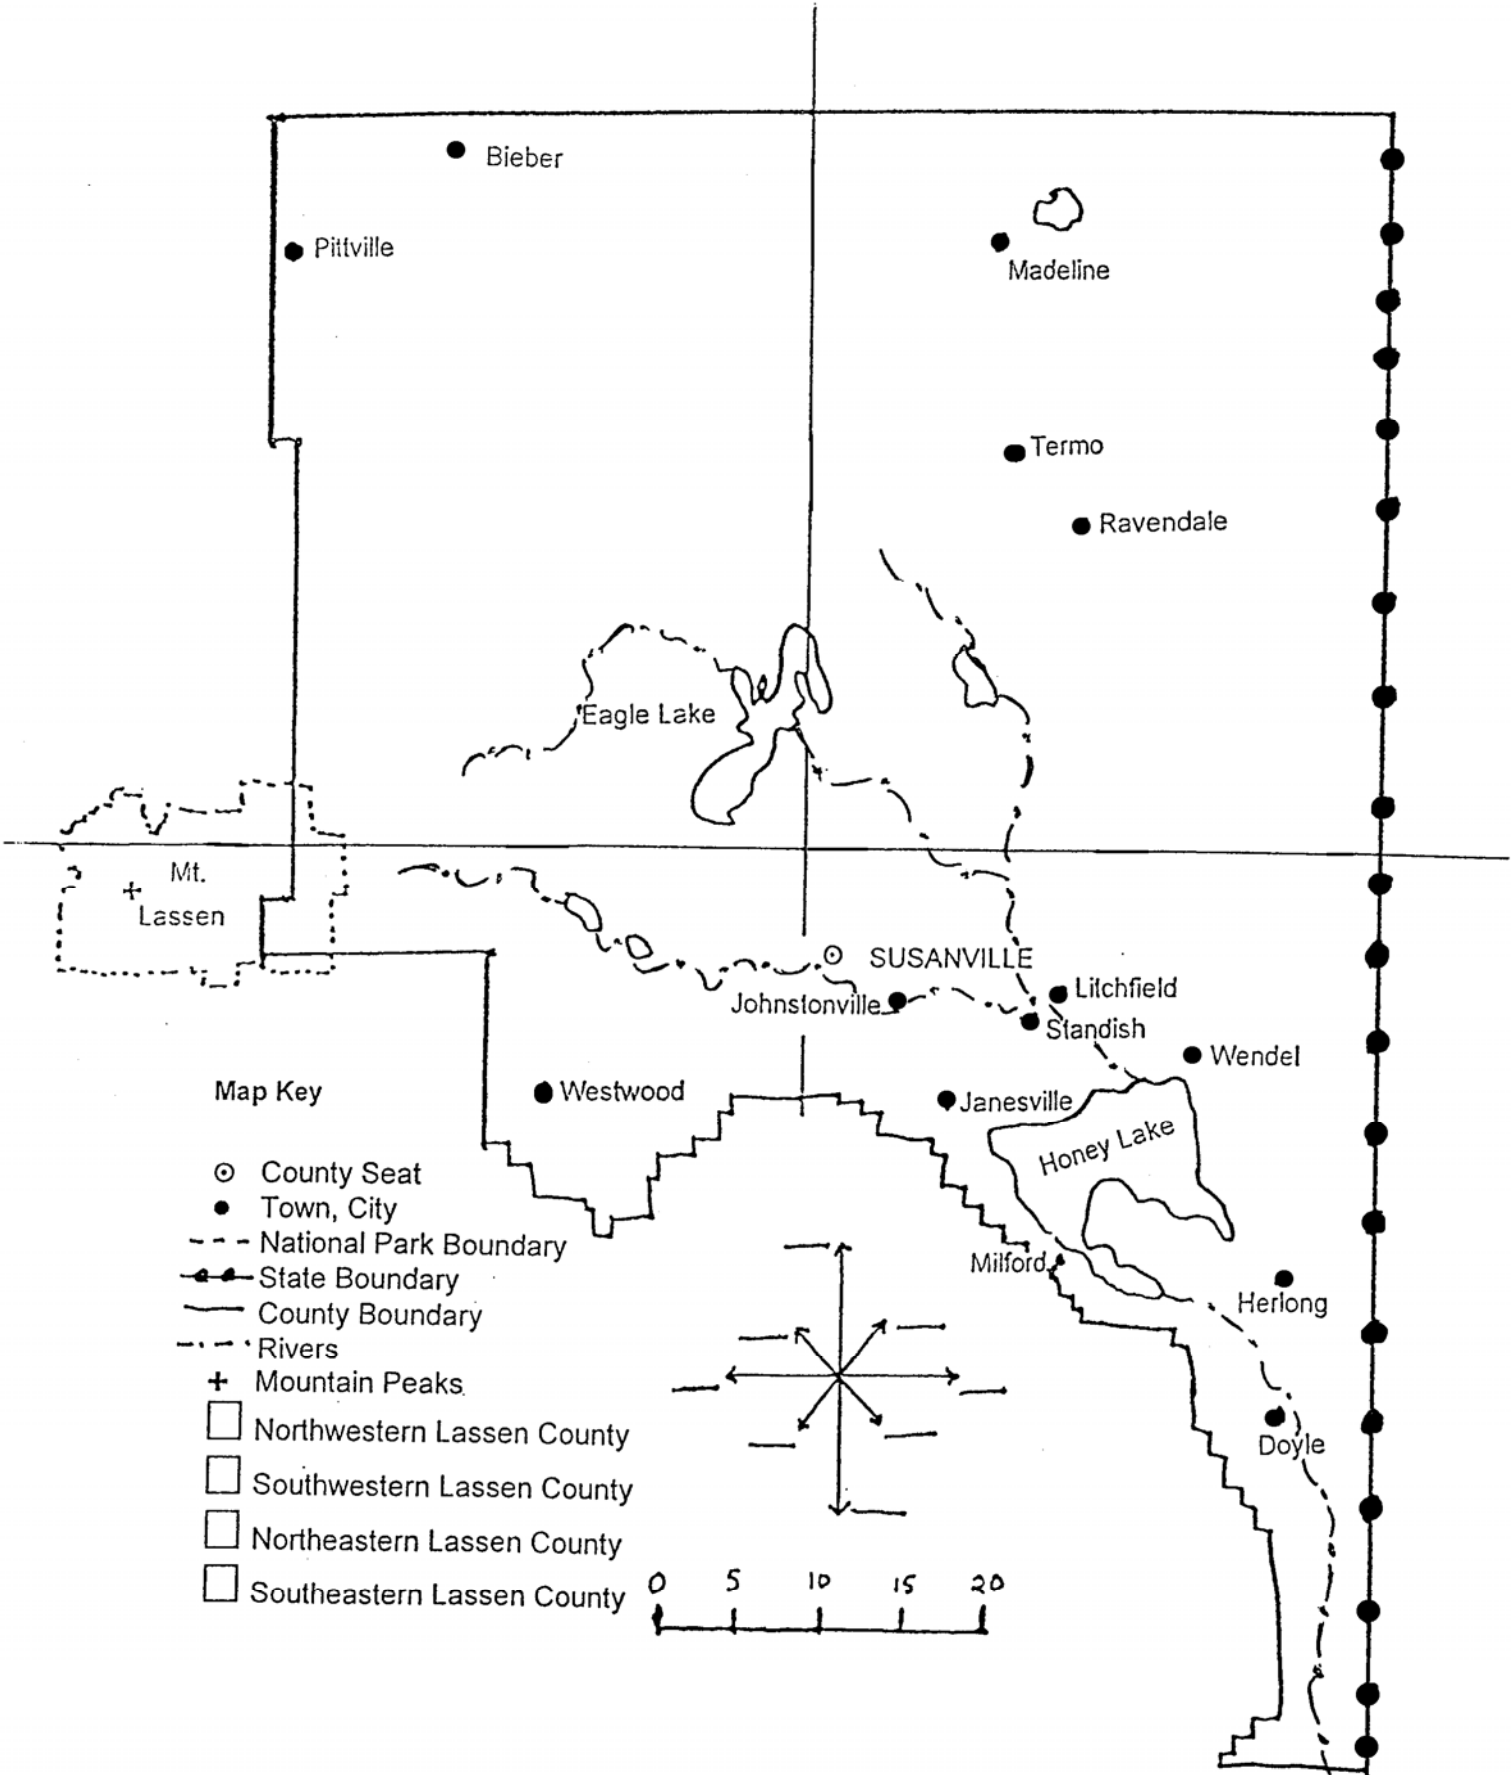 Bieber
Pittville
Madeline
Termo
Ravendale
Eagle Lake
Mt.
Lassen
SUSANVILLE
Johnstonville
Litchfield
Standish
Wendel
Westwood
Janesville
Honey Lake
Milford
Herlong
Doyle
Map Key
County Seat
Town, City
National Park Boundary
State Boundary
County Boundary
Rivers
Mountain Peaks
Northwestern Lassen County
Southwestern Lassen County
Northeastern Lassen County
Southeastern Lassen County
0 5 10 15 20